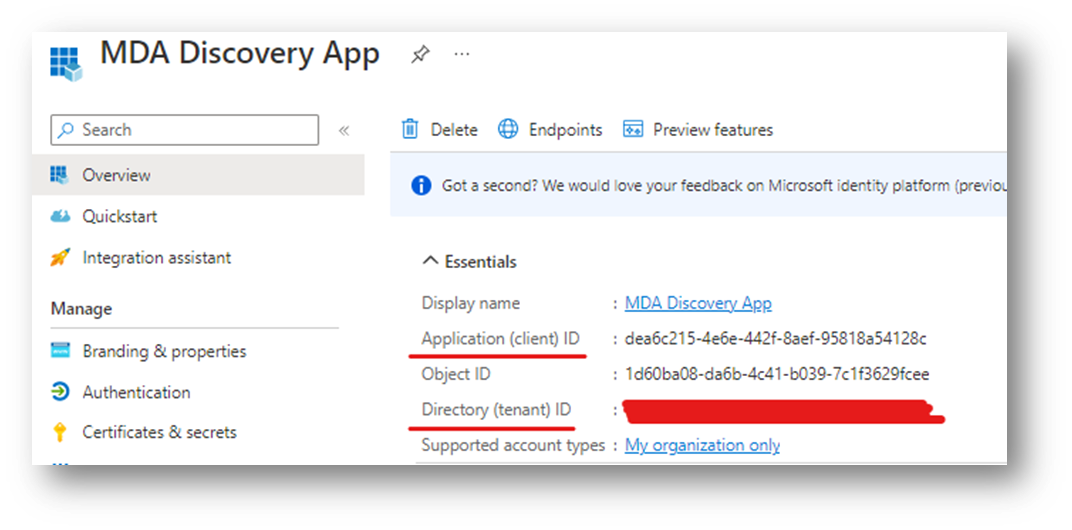 MDA Discovery App
Search
«
Delete
Endpoints
Preview features
Overview
Got a second? We would love your feedback on Microsoft identity platform (previou
Quickstart
Integration assistant
Essentials
Manage
Display name : MDA Discovery App
Application (client) ID : dea6c215-4e6e-442f-8aef-95818a54128c
Branding & properties
Object ID : 1d60ba08-da6b-4c41-b039-7c1f3629fcee
Authentication
Directory (tenant) ID :
Certificates & secrets
Supported account types : My organization only